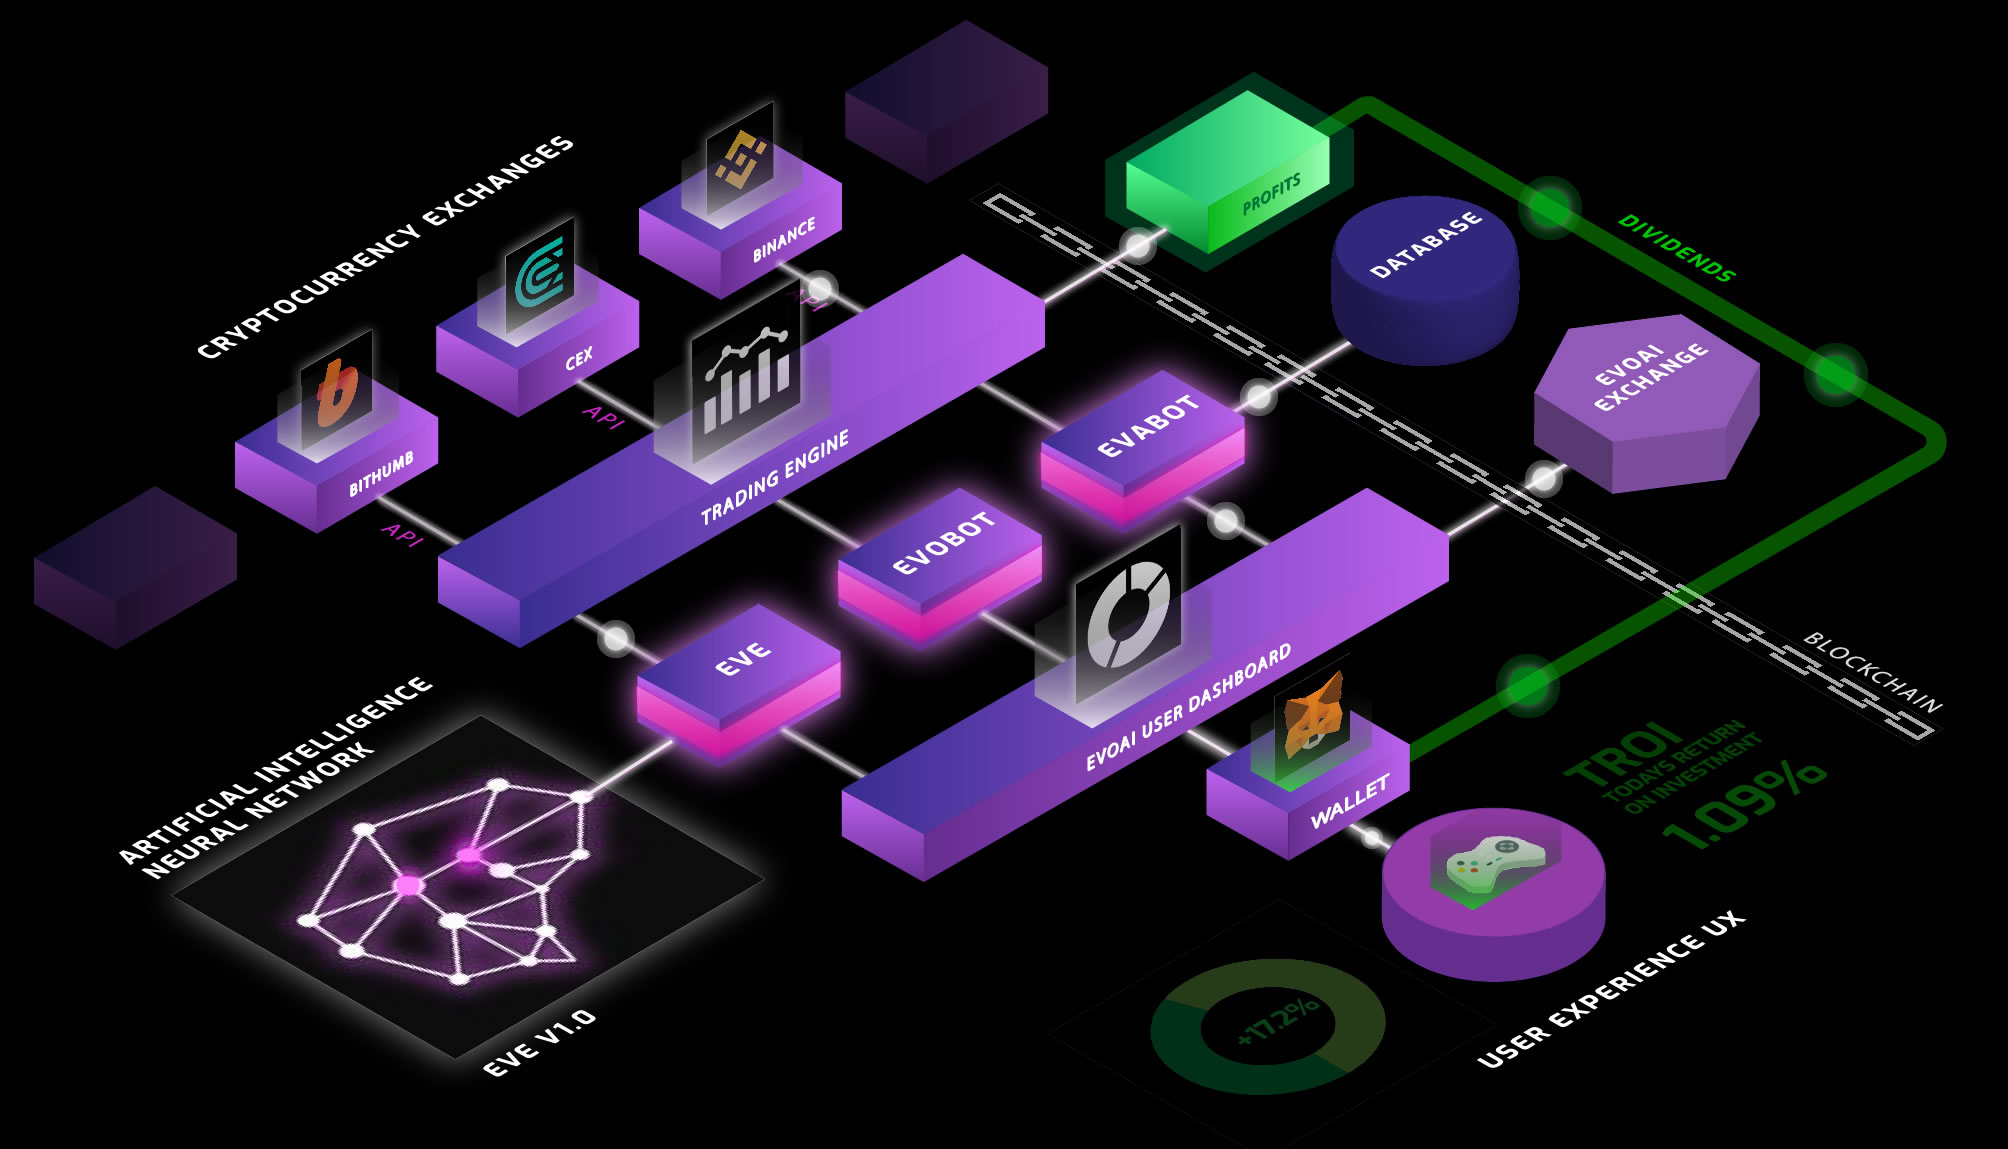 CRYPTOCURRENCY EXCHANGES
BINANCE
API
CEX
API
BITHUMB
API
TRADING ENGINE
PROFITS
DATABASE
DIVIDENDS
EVOAI
EXCHANGE
EVABOT
EVOBOT
EVE
EVOAI USER DASHBOARD
BLOCKCHAIN
WALLET
TROI
TODAYS RETURN
ON INVESTMENT
1.09%
ARTIFICIAL INTELLIGENCE
NEURAL NETWORK
EVE V1.0
+17.2%
USER EXPERIENCE UX